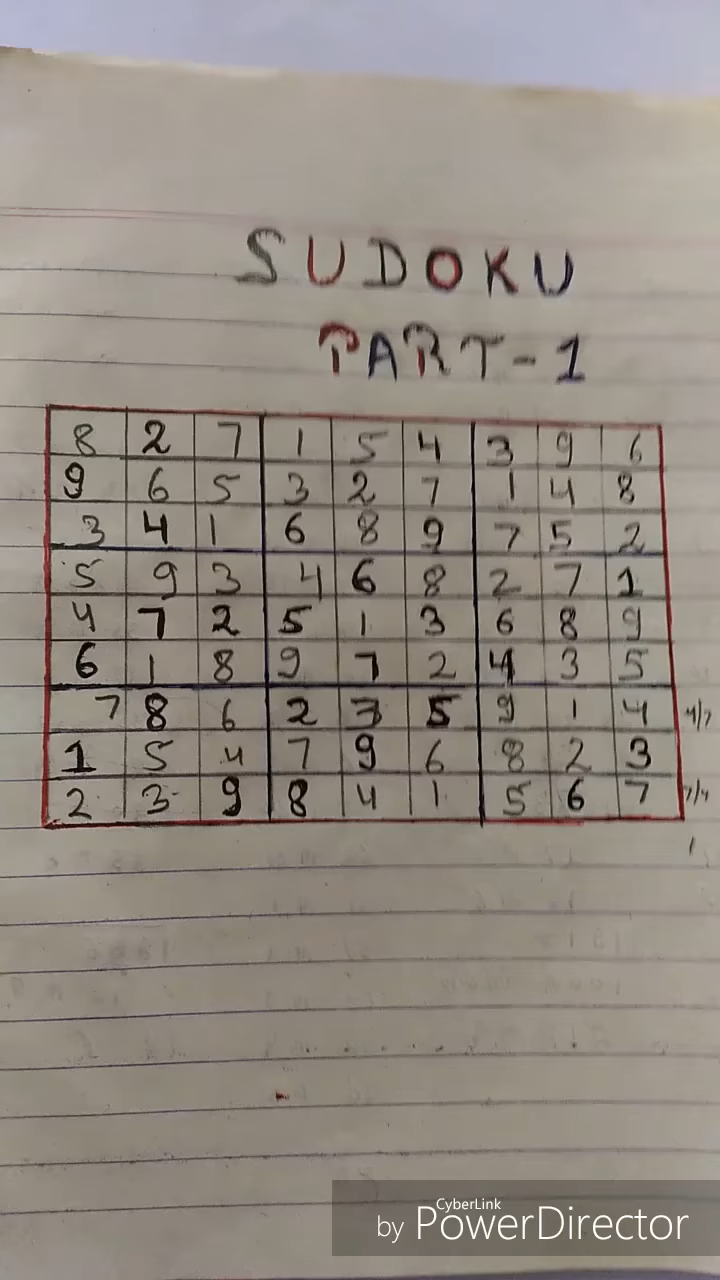 SUDOKU
PART-1
8 2 7 1 5 4 3 9 6
9 6 5 3 2 7 1 4 8
3 4 1 6 8 9 7 5 2
5 9 3 4 6 8 2 7 1
4 7 2 5 1 3 6 8 9
6 1 8 9 7 2 4 3 5
7 8 6 2 3 5 9 1 4 4/7
1 5 4 7 9 6 8 2 3
2 3 9 8 4 1 5 6 7 7/4
CyberLink
by PowerDirector